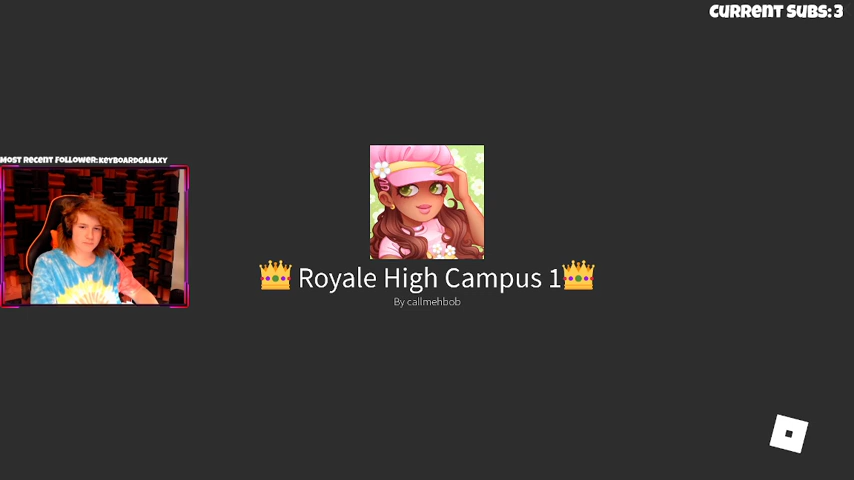 CURRENT SUBS: 3
MOST RECENT FOLLOWER:KEYBOARDGALAXY
Royale High Campus 1
By callmehbob